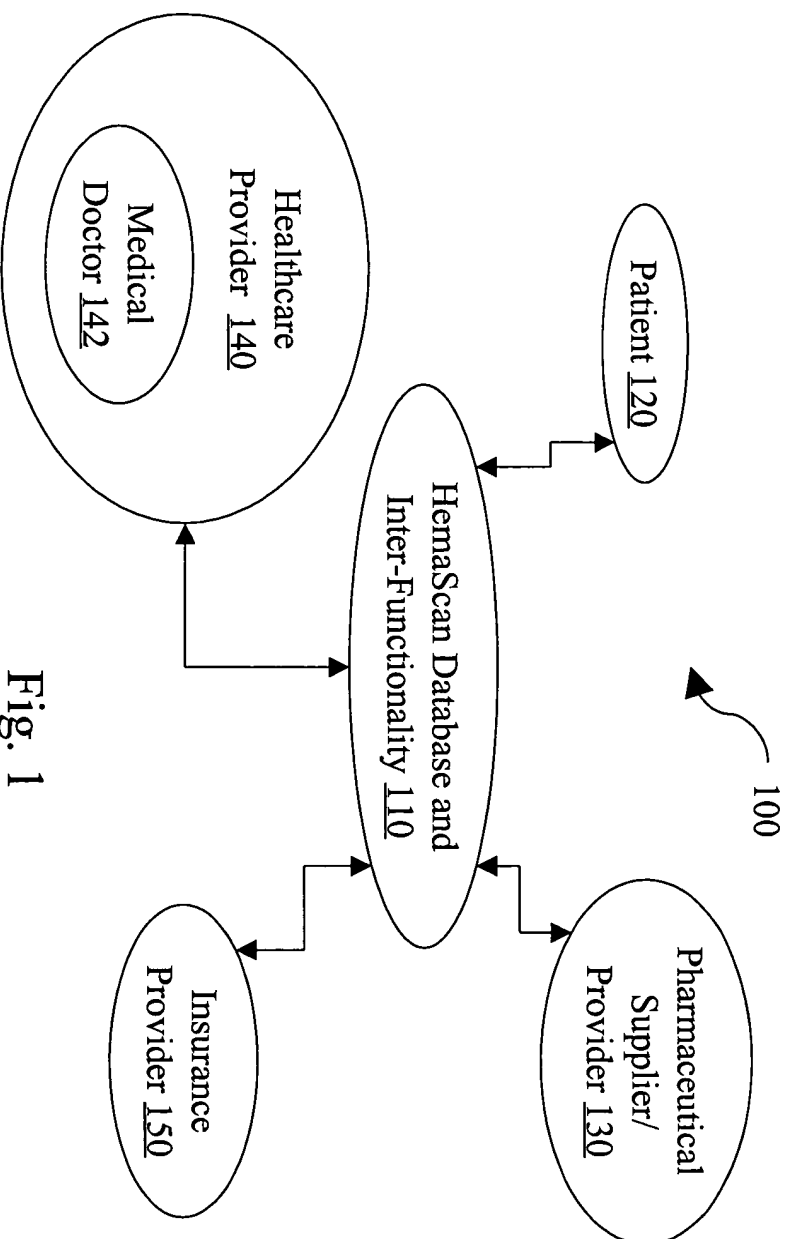 100
Patient 120
Pharmaceutical
Supplier/
Provider 130
HemaScan Database and
Inter-Functionality 110
Healthcare
Provider 140
Medical
Doctor 142
Insurance
Provider 150
Fig. 1